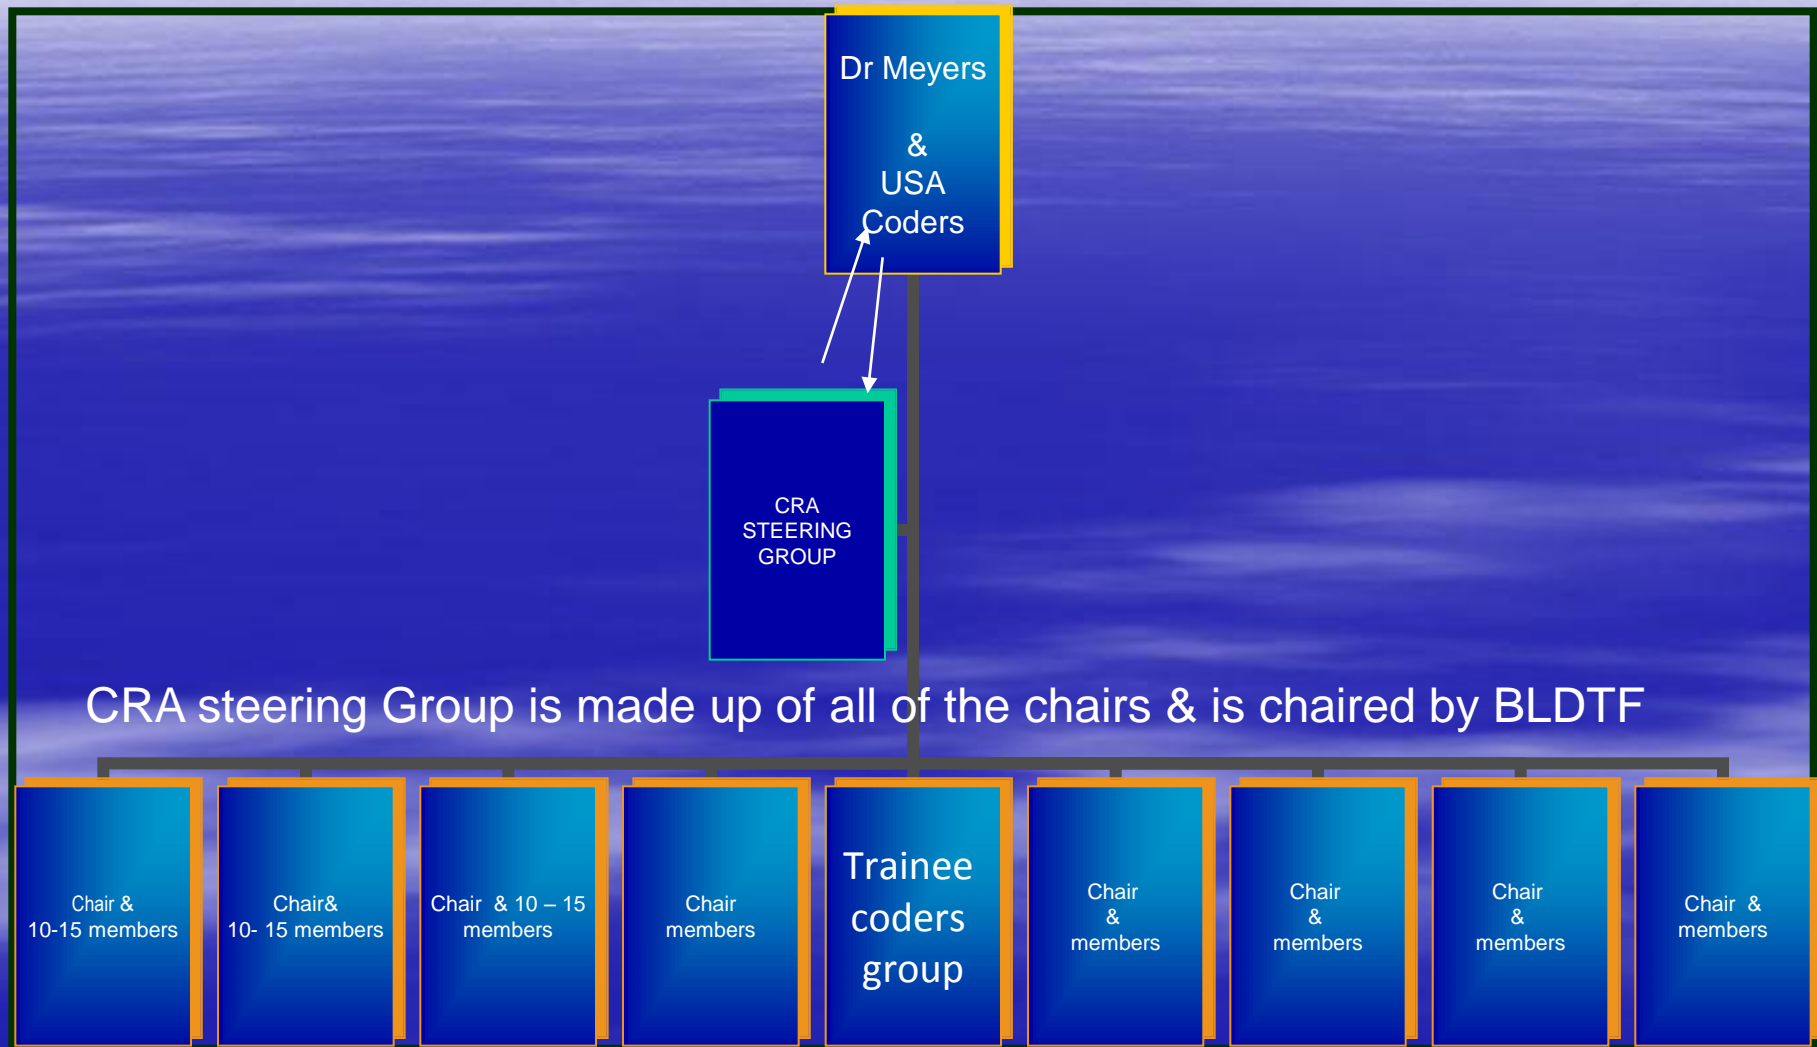 Dr Meyers
&
USA
Coders
CRA
STEERING
GROUP
CRA steering Group is made up of all of the chairs & is chaired by BLDTF
Chair &
10-15 members
Chair&
10- 15 members
Chair & 10 – 15
members
Chair
members
Trainee
coders
group
Chair
&
members
Chair
&
members
Chair
&
members
Chair &
members